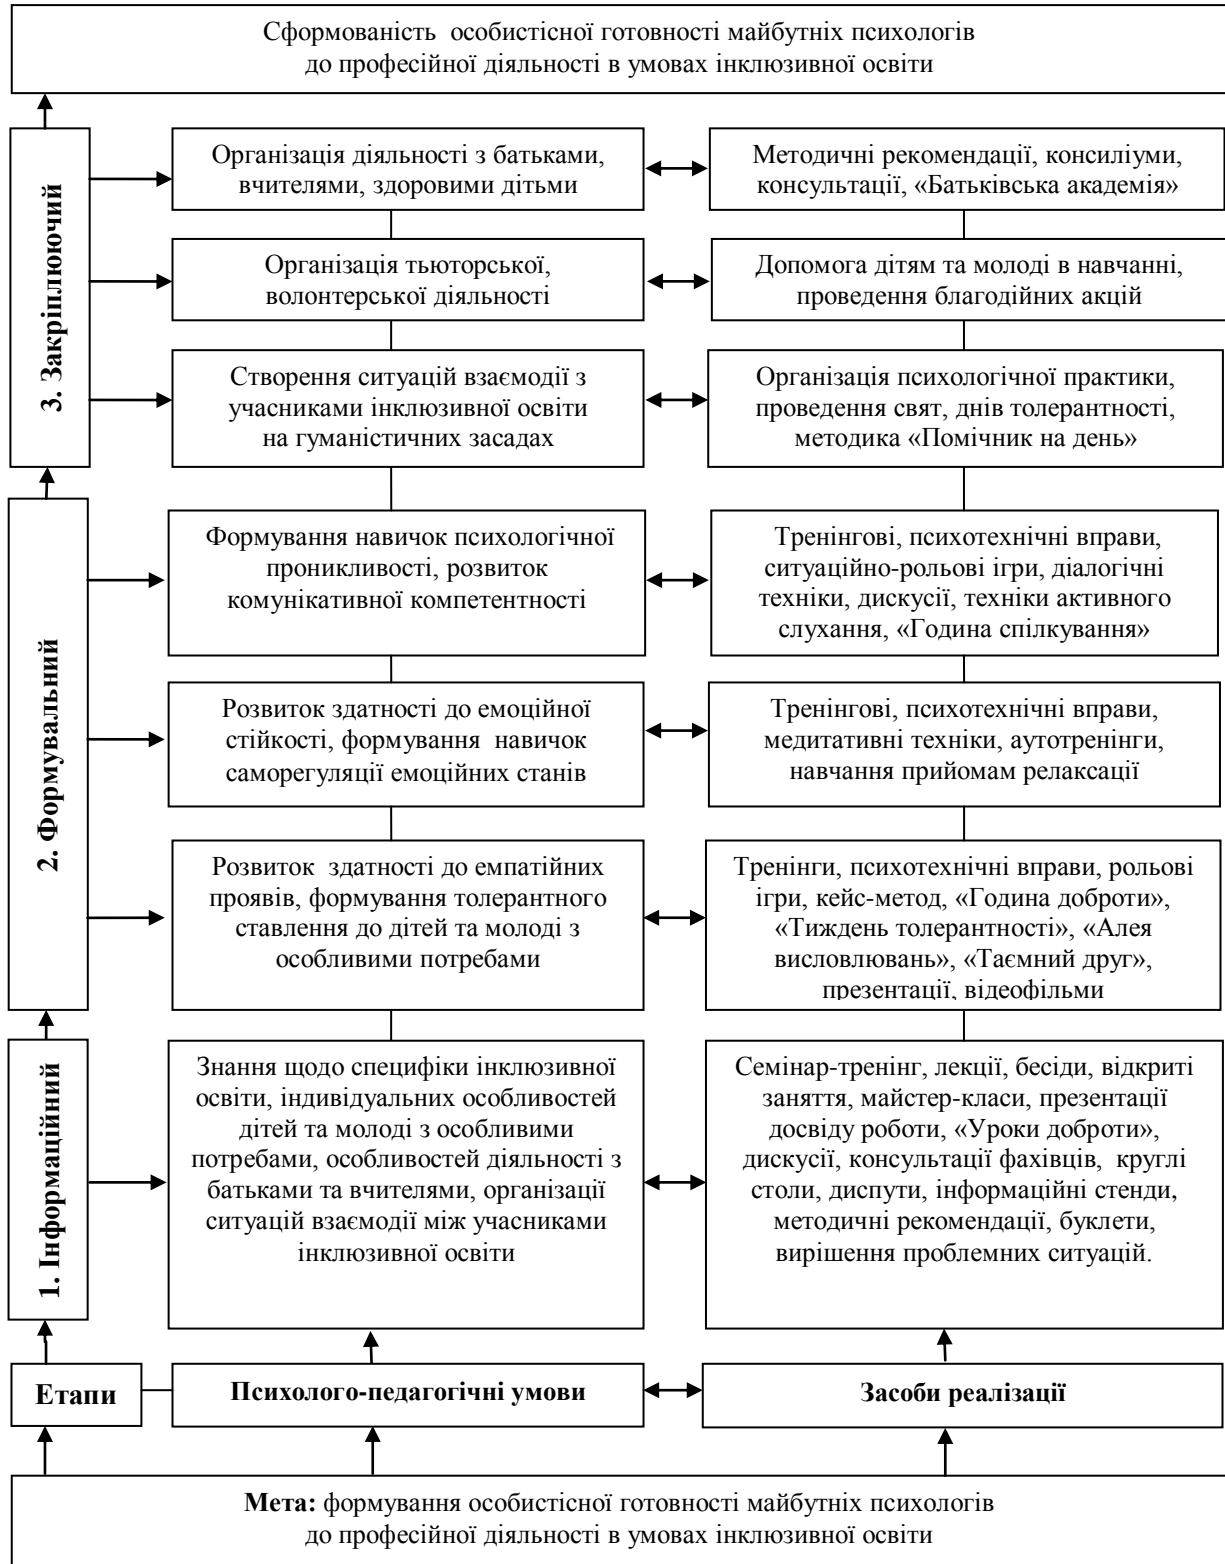 Сформованість особистісної готовності майбутніх психологів
до професійної діяльності в умовах інклюзивної освіти
3. Закріплюючий
Організація діяльності з батьками,
вчителями, здоровими дітьми
Методичні рекомендації, консиліуми,
консультації, «Батьківська академія»
Організація тьюторської,
волонтерської діяльності
Допомога дітям та молоді в навчанні,
проведення благодійних акцій
Створення ситуацій взаємодії з
учасниками інклюзивної освіти
на гуманістичних засадах
Організація психологічної практики,
проведення свят, днів толерантності,
методика «Помічник на день»
2. Формувальний
Формування навичок психологічної
проникливості, розвиток
комунікативної компетентності
Тренінгові, психотехнічні вправи,
ситуаційно-рольові ігри, діалогічні
техніки, дискусії, техніки активного
слухання, «Година спілкування»
Розвиток здатності до емоційної
стійкості, формування навичок
саморегуляції емоційних станів
Тренінгові, психотехнічні вправи,
медитативні техніки, аутотренінги,
навчання прийомам релаксації
Розвиток здатності до емпатійних
проявів, формування толерантного
ставлення до дітей та молоді з
особливими потребами
Тренінги, психотехнічні вправи, рольові
ігри, кейс-метод, «Година доброти»,
«Тиждень толерантності», «Алея
висловлювань», «Таємний друг»,
презентації, відеофільми
1. Інформаційний
Знання щодо специфіки інклюзивної
освіти, індивідуальних особливостей
дітей та молоді з особливими
потребами, особливостей діяльності з
батьками та вчителями, організації
ситуацій взаємодії між учасниками
інклюзивної освіти
Семінар-тренінг, лекції, бесіди, відкриті
заняття, майстер-класи, презентації
досвіду роботи, «Уроки доброти»,
дискусії, консультації фахівців, круглі
столи, диспути, інформаційні стенди,
методичні рекомендації, буклети,
вирішення проблемних ситуацій.
Етапи
Психолого-педагогічні умови
Засоби реалізації
Мета: формування особистісної готовності майбутніх психологів
до професійної діяльності в умовах інклюзивної освіти